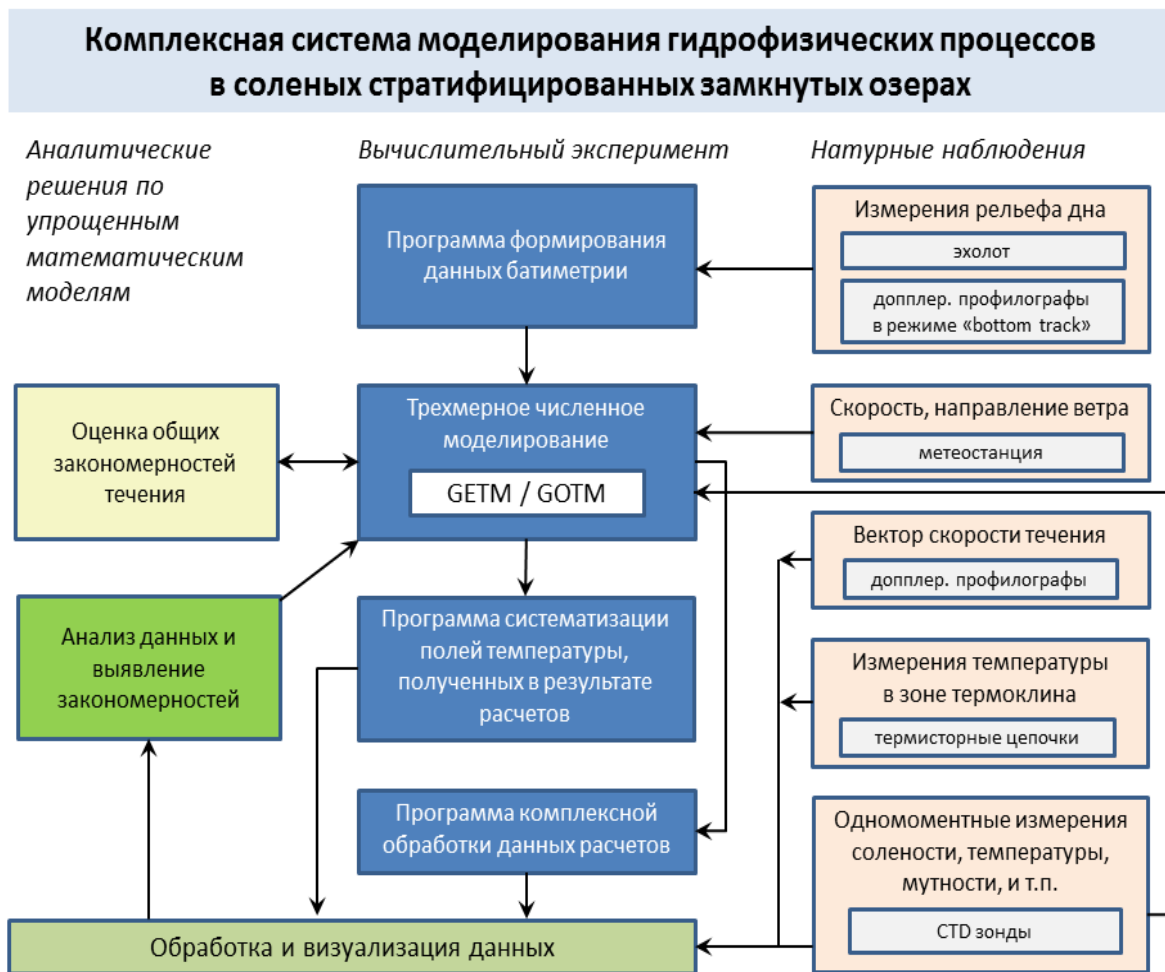 Комплексная система моделирования гидрофизических процессов
в соленых стратифицированных замкнутых озерах
Аналитические
решения по
упрощенным
математическим
моделям
Вычислительный эксперимент
Натурные наблюдения
Программа формирования
данных батиметрии
Измерения рельефа дна
эхолот
допплер. профилографы
в режиме «bottom track»
Оценка общих
закономерностей
течения
Трехмерное численное
моделирование
GETM / GOTM
Скорость, направление ветра
метеостанция
Вектор скорости течения
допплер. профилографы
Анализ данных и
выявление
закономерностей
Программа систематизации
полей температуры,
полученных в результате
расчетов
Измерения температуры
в зоне термоклина
термисторные цепочки
Программа комплексной
обработки данных расчетов
Одномоментные измерения
солености, температуры,
мутности, и т.п.
CTD зонды
Обработка и визуализация данных